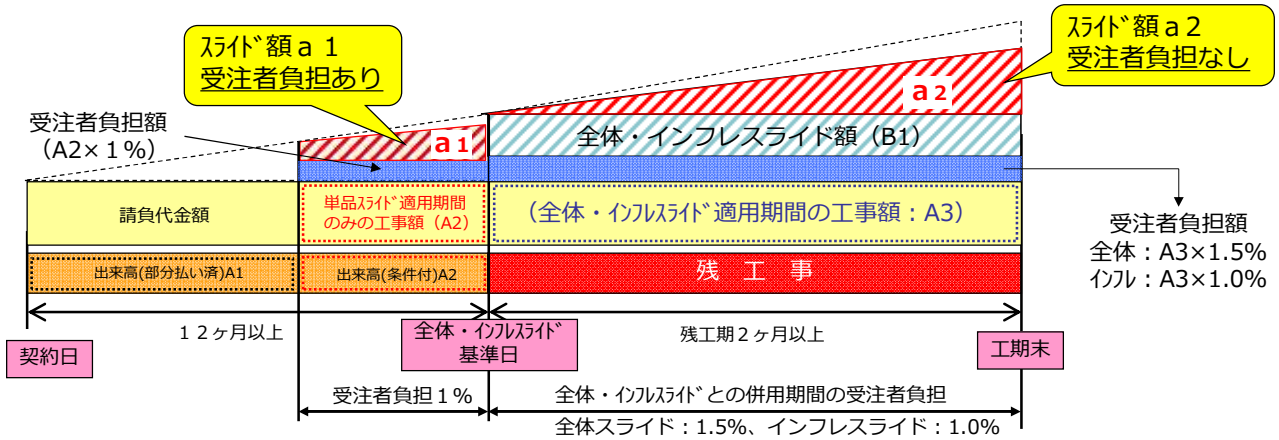 ｽﾗｲﾄﾞ額ａ１
受注者負担あり
ｽﾗｲﾄﾞ額ａ２
受注者負担なし
受注者負担額
（A2×１%）
ａ1
ａ2
全体・インフレスライド額（B1）
請負代金額
単品ｽﾗｲﾄﾞ適用期間
のみの工事額（A2）
（全体・ｲﾝﾌﾚｽﾗｲﾄﾞ適用期間の工事額：A3）
受注者負担額
全体：A3×1.5%
ｲﾝﾌﾚ：A3×1.0%
出来高(部分払い済)A1
出来高(条件付)A2
残　工　事
１２ヶ月以上
全体・ｲﾝﾌﾚｽﾗｲﾄﾞ
基準日
残工期２ヶ月以上
契約日
工期末
受注者負担１%
全体・ｲﾝﾌﾚｽﾗｲﾄﾞとの併用期間の受注者負担
全体スライド：1.5%、インフレスライド：1.0%